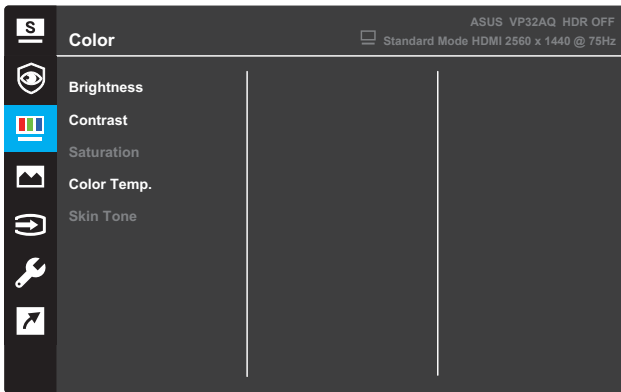 S
ASUS VP32AQ HDR OFF
Color
Standard Mode HDMI 2560 x 1440 @ 75Hz
Brightness
Contrast
Saturation
Color Temp.
Skin Tone